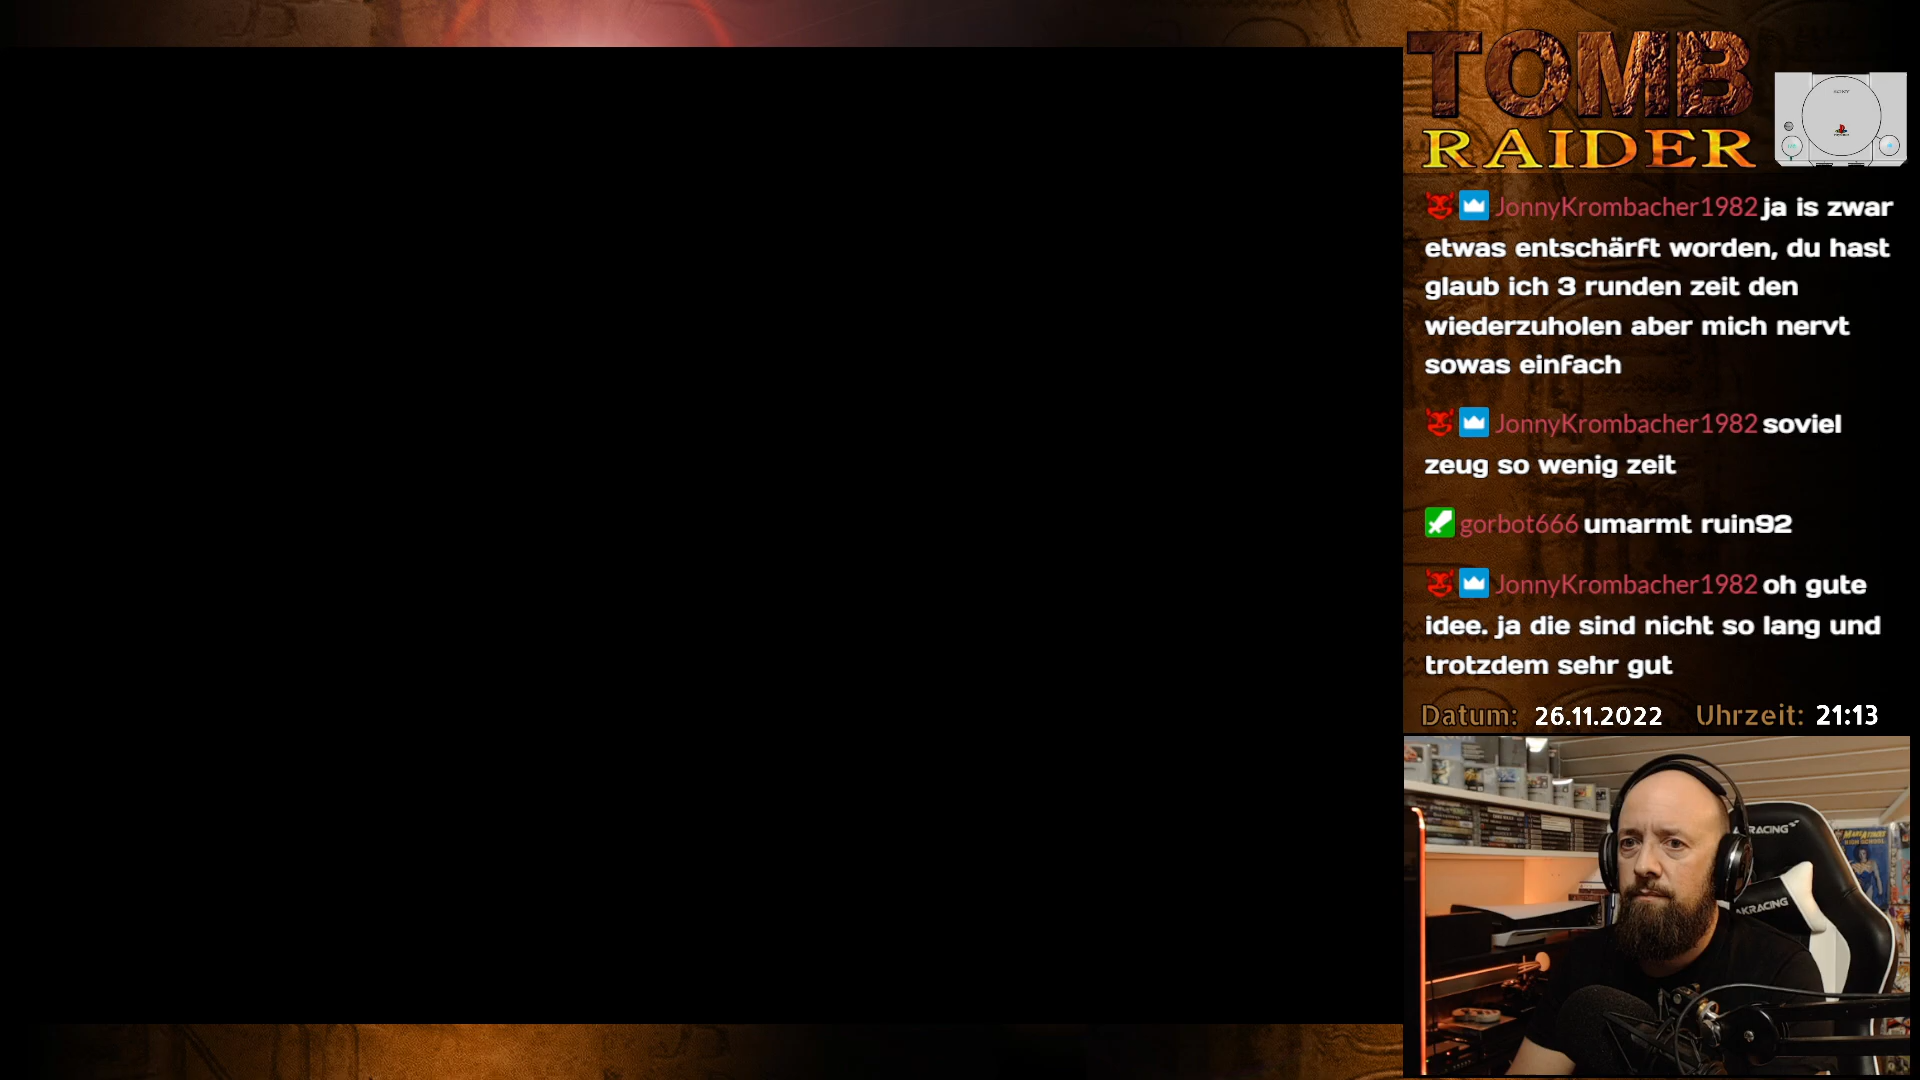 TOMB
RAIDER
SONY
JonnyKrombacher1982 ja is zwar
etwas entschärft worden, du hast
glaub ich 3 runden zeit den
wiederzuholen aber mich nervt
sowas einfach
JonnyKrombacher1982 soviel
zeug so wenig zeit
gorbot666 umarmt ruin92
JonnyKrombacher1982 oh gute
idee. ja die sind nicht so lang und
trotzdem sehr gut
Datum: 26.11.2022 Uhrzeit: 21:13
AKRACING